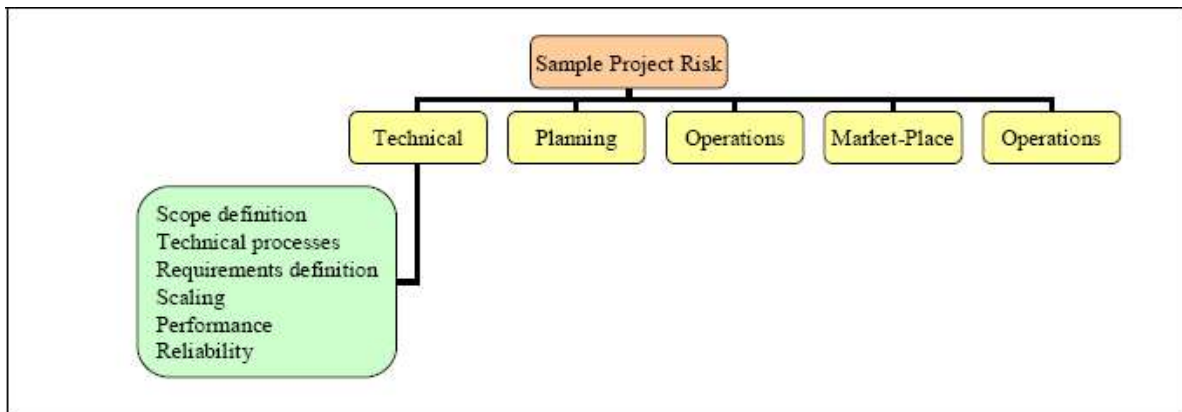 Sample Project Risk
Technical
Planning
Operations
Market-Place
Operations
Scope definition
Technical processes
Requirements definition
Scaling
Performance
Reliability